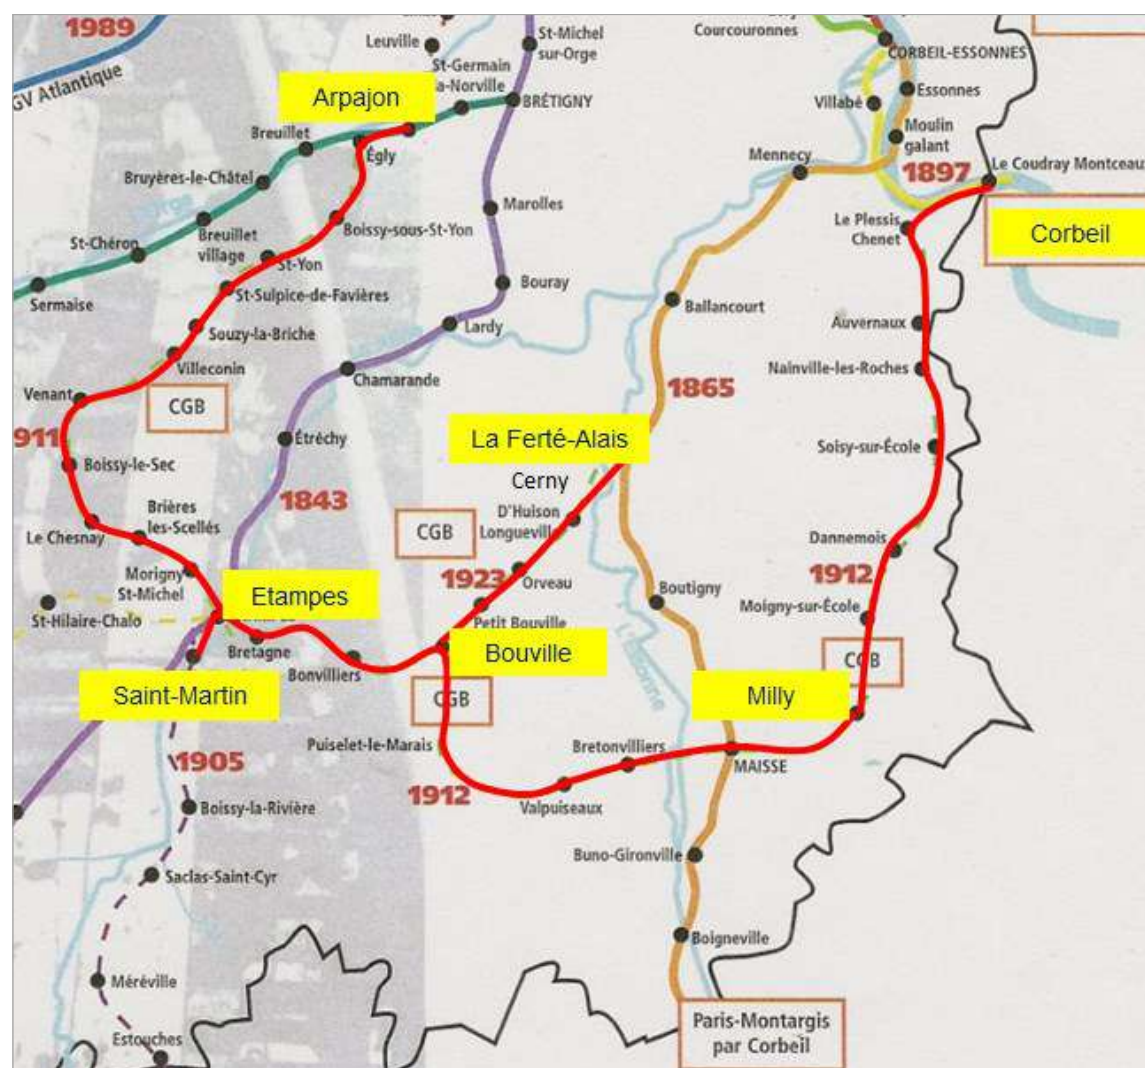 1989
GV Atlantique
Leuville
St-Michel
sur-Orge
Courcouronnes
CORBEIL-ESSONNES
St-Germain
a-Norville
Arpajon
BRÉTIGNY
Villabé
Essonnes
Breuillet
Égly
Moulin
galant
Mennecy
Bruyères-le-Châtel
1897
Le Coudray Montceau
Marolles
Breuillet
village
Boissy-sous-St-Yon
Le Plessis
Chenet
Corbeil
St-Chéron
St-Yon
Sermaise
St-Sulpice-de-Favières
Bouray
Ballancourt
Auvernaux
Souzy-la-Briche
Lardy
Villeconin
Chamarande
Nainville-les-Roches
Venant
CGB
1865
911
Étréchy
La Ferté-Alais
Soisy-sur-École
Boissy-le-Sec
Cerny
1843
Brières
les-Scellés
CGB
D'Huison
Longueville
Le Chesnay
Dannemois
Morigny
St-Michel
1923
Orveau
1912
Etampes
Boutigny
Moigny-sur-École
St-Hilaire-Chalo
Petit Bouville
Bretagne
Bouville
L'Essonne
Bonvilliers
CGB
Saint-Martin
CGB
Milly
Puiselet-le-Marais
Bretonvilliers
MAISSE
1905
1912
Valpuiseaux
Boissy-la-Rivière
Buno-Gironville
Saclas-Saint-Cyr
Boigneville
Méréville
Paris-Montargis
par Corbeil
Estouches